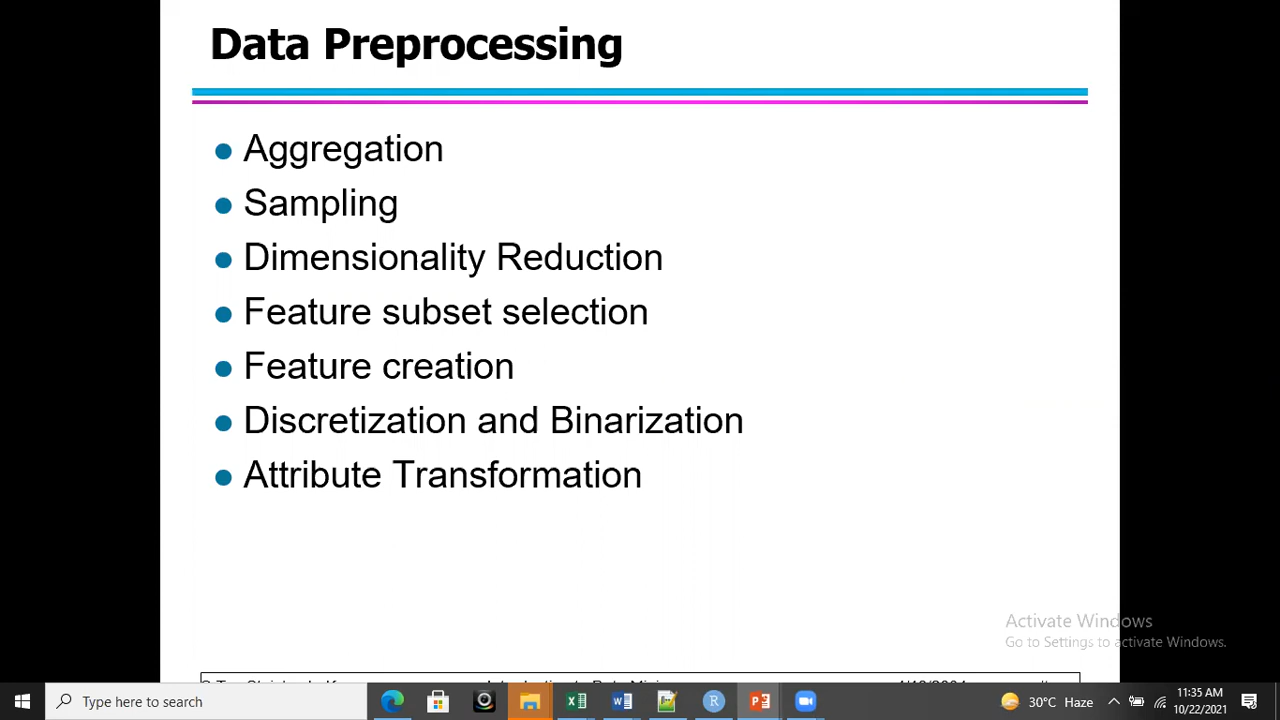 Data Preprocessing
Aggregation
Sampling
Dimensionality Reduction
Feature subset selection
Feature creation
Discretization and Binarization
Attribute Transformation
Activate Windows
Go to Settings to activate Windows.
Type here to search
30°C Haze
11:35 AM
10/22/2021